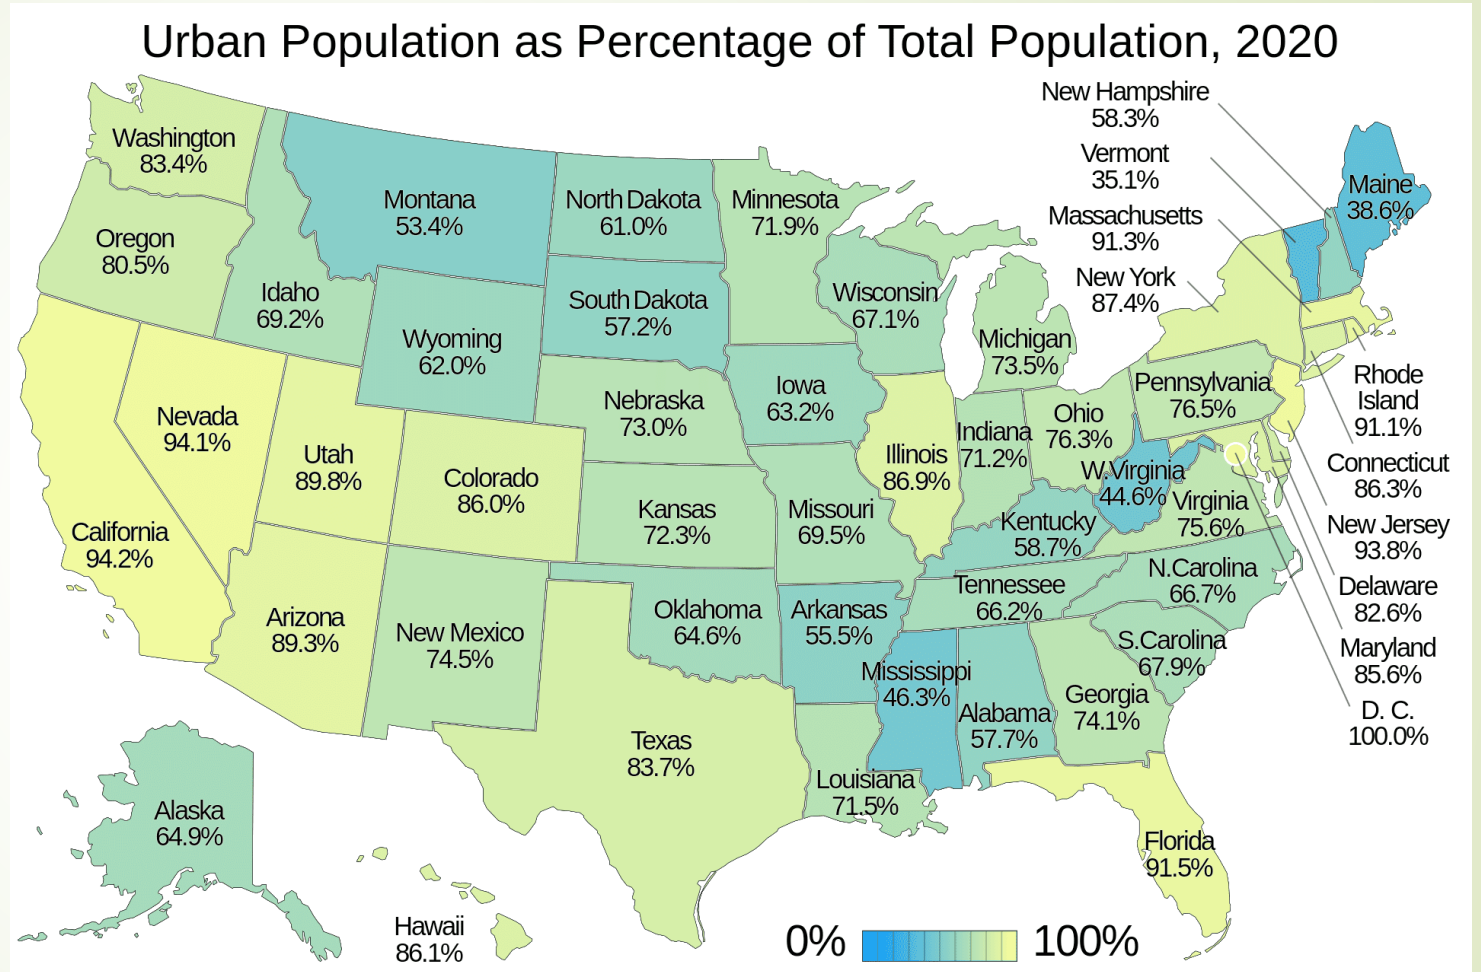 Urban Population as Percentage of Total Population, 2020
New Hampshire
58.3%
Vermont
35.1%
Massachusetts
91.3%
New York
87.4%
Maine
38.6%
Washington
83.4%
Montana
53.4%
North Dakota
61.0%
Minnesota
71.9%
Oregon
80.5%
Idaho
69.2%
Wyoming
62.0%
South Dakota
57.2%
Wisconsin
67.1%
Michigan
73.5%
Nevada
94.1%
Utah
89.8%
Colorado
86.0%
Nebraska
73.0%
Iowa
63.2%
Illinois
86.9%
Indiana
71.2%
Ohio
76.3%
Pennsylvania
76.5%
Rhode
Island
91.1%
Connecticut
86.3%
New Jersey
93.8%
Delaware
82.6%
Maryland
85.6%
D. C.
100.0%
California
94.2%
Kansas
72.3%
Missouri
69.5%
Kentucky
58.7%
W.Virginia
44.6%
Virginia
75.6%
Arizona
89.3%
New Mexico
74.5%
Oklahoma
64.6%
Arkansas
55.5%
Tennessee
66.2%
N.Carolina
66.7%
S.Carolina
67.9%
Mississippi
46.3%
Alabama
57.7%
Georgia
74.1%
Texas
83.7%
Louisiana
71.5%
Florida
91.5%
Alaska
64.9%
Hawaii
86.1%
0% 100%